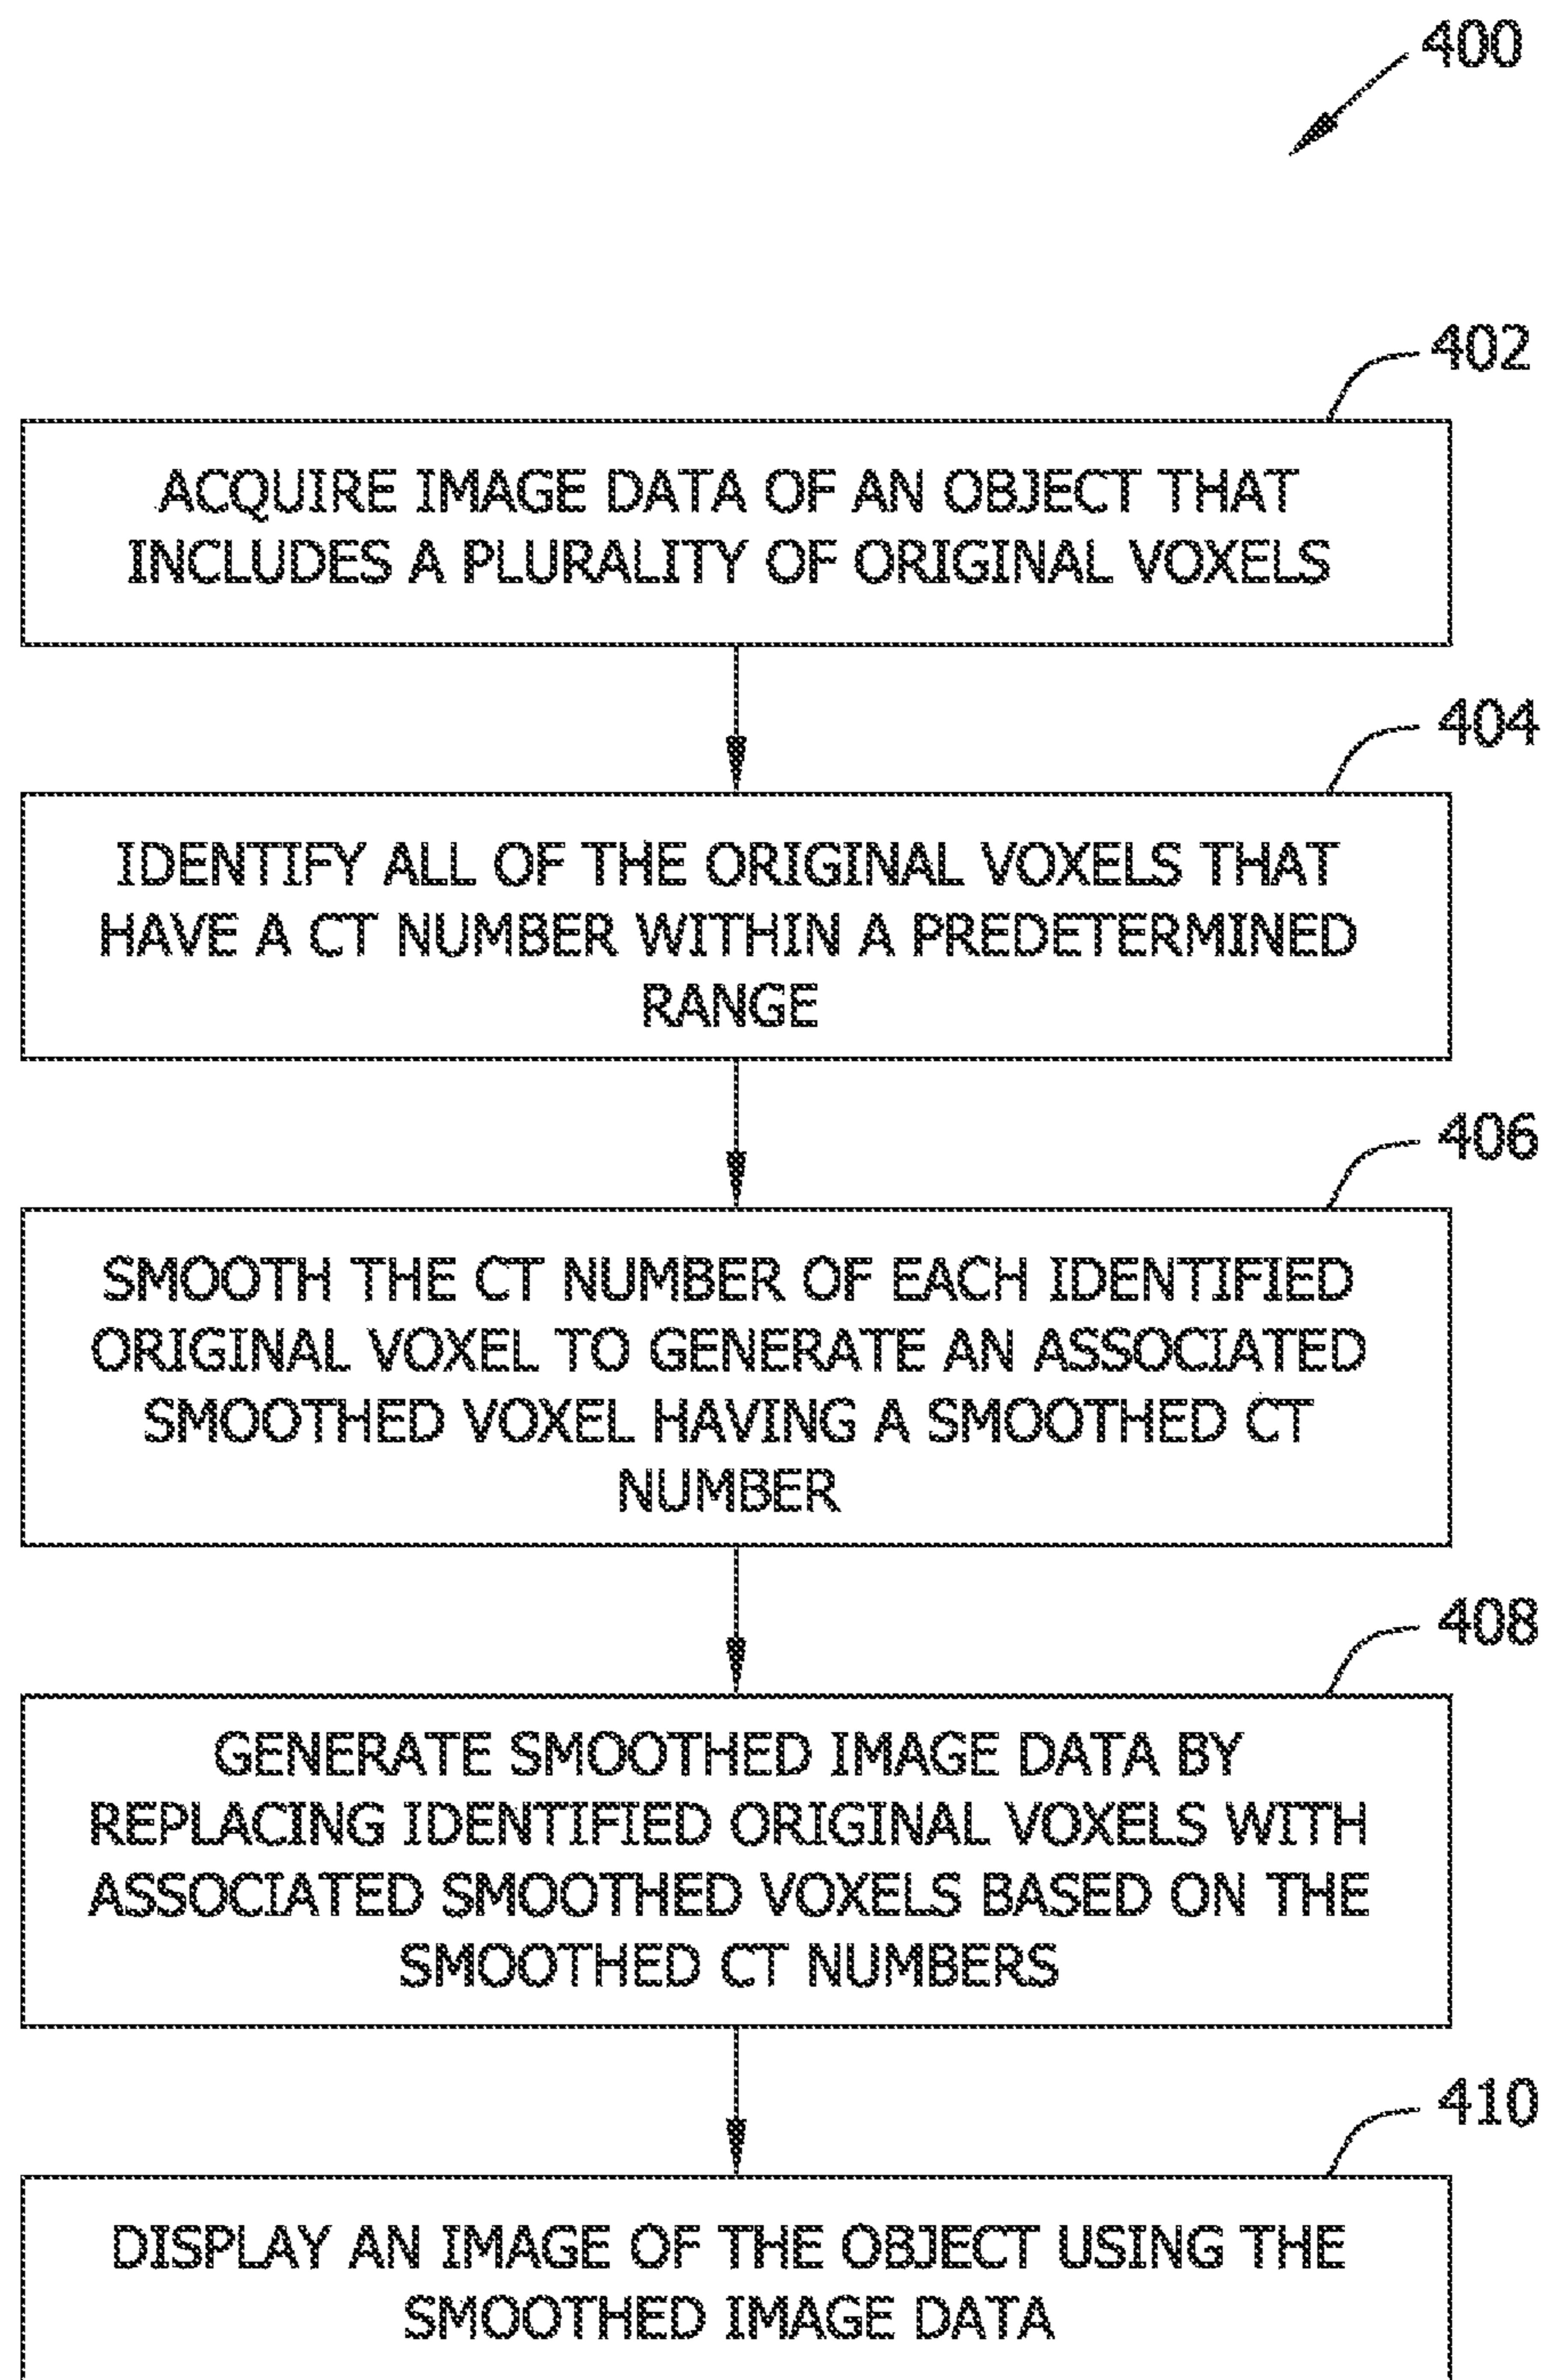 400
402
ACQUIRE IMAGE DATA OF AN OBJECT THAT
INCLUDES A PLURALITY OF ORIGINAL VOXELS
404
IDENTIFY ALL OF THE ORIGINAL VOXELS THAT
HAVE A CT NUMBER WITHIN A PREDETERMINED
RANGE
406
SMOOTH THE CT NUMBER OF EACH IDENTIFIED
ORIGINAL VOXEL TO GENERATE AN ASSOCIATED
SMOOTHED VOXEL HAVING A SMOOTHED CT
NUMBER
408
GENERATE SMOOTHED IMAGE DATA BY
REPLACING IDENTIFIED ORIGINAL VOXELS WITH
ASSOCIATED SMOOTHED VOXELS BASED ON THE
SMOOTHED CT NUMBERS
410
DISPLAY AN IMAGE OF THE OBJECT USING THE
SMOOTHED IMAGE DATA